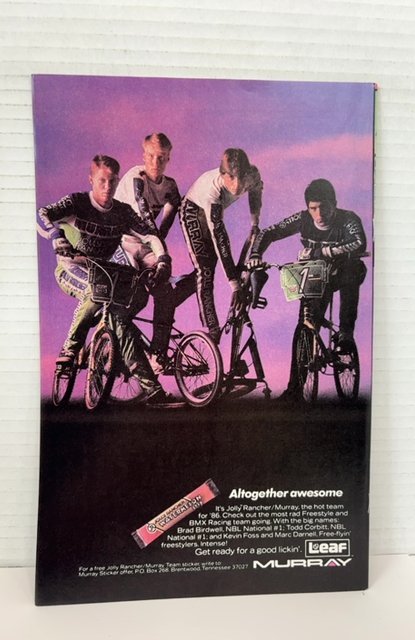 MURRAY
1
WATERMELON
Altogether awesome
It's Jolly Rancher/Murray, the hot team
for '86. Check out the most rad Freestyle and
BMX Racing team going. With the big names:
Brad Birdwell, NBL National #1; Todd Corbitt, NBL
National #1; and Kevin Foss and Marc Darnell, Free-flyin'
freestylers. Intense!
Get ready for a good lickin'.
Leaf
For a free Jolly Rancher/Murray Team sticker, write to:
Murray Sticker offer, P.O. Box 268, Brentwood, Tennessee 37027
MURRAY